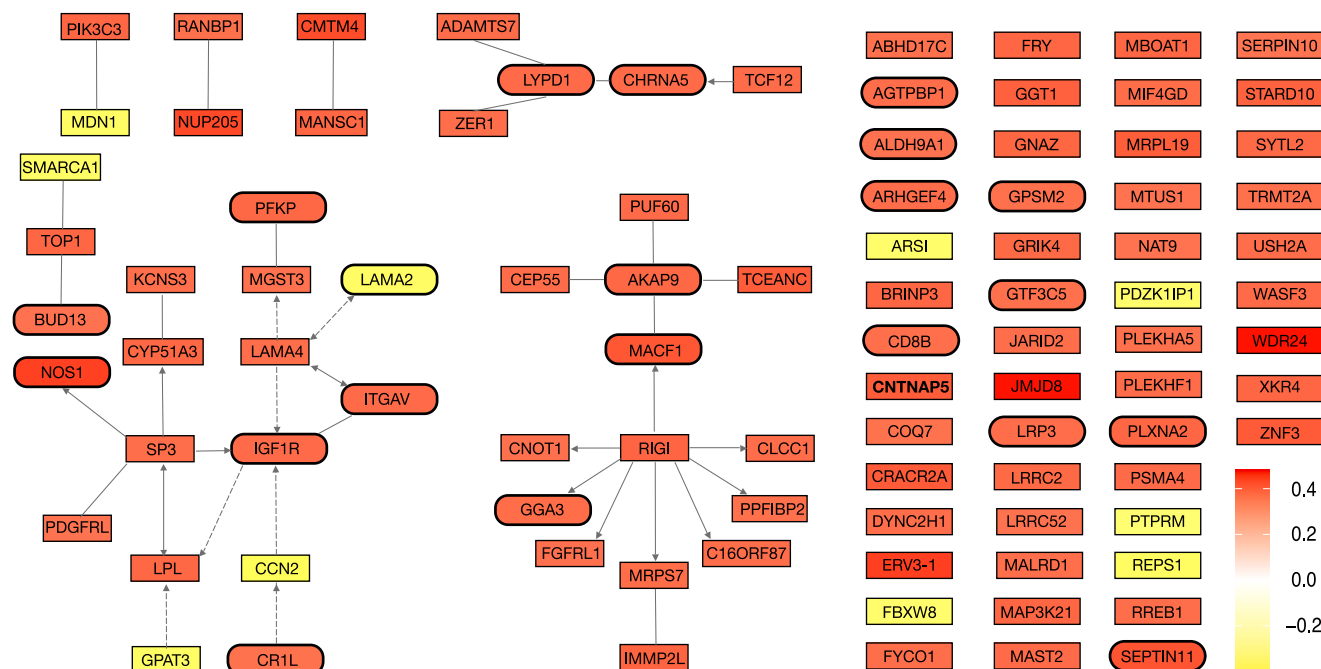 PIK3C3
RANBP1
CMTM4
ADAMTS7
LYPD1
CHRNA5
TCF12
MDN1
NUP205
MANSC1
ZER1
SMARCA1
TOP1
BUD13
NOS1
KCNS3
CYP51A3
PFKP
MGST3
LAMA2
LAMA4
ITGAV
SP3
IGF1R
PDGFRL
LPL
CCN2
GPAT3
CR1L
PUF60
CEP55
AKAP9
TCEANC
MACF1
CNOT1
RIGI
CLCC1
GGA3
PPFIBP2
FGFRL1
C16ORF87
MRPS7
IMMP2L
ABHD17C
FRY
MBOAT1
SERPIN10
AGTPBP1
GGT1
MIF4GD
STARD10
ALDH9A1
GNAZ
MRPL19
SYTL2
ARHGEF4
GPSM2
MTUS1
TRMT2A
ARSI
GRIK4
NAT9
USH2A
BRINP3
GTF3C5
PDZK1IP1
WASF3
CD8B
JARID2
PLEKHA5
WDR24
CNTNAP5
JMJD8
PLEKHF1
XKR4
COQ7
LRP3
PLXNA2
ZNF3
CRACR2A
LRRC2
PSMA4
DYNC2H1
LRRC52
PTPRM
ERV3-1
MALRD1
REPS1
FBXW8
MAP3K21
RREB1
FYCO1
MAST2
SEPTIN11
0.4
0.2
0.0
−0.2